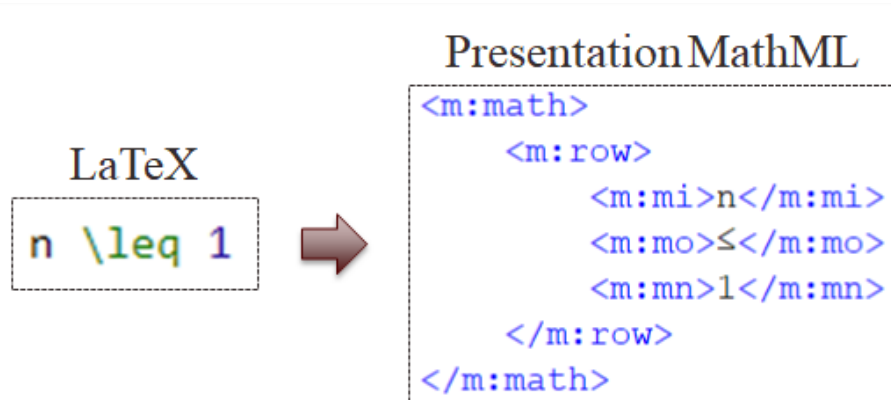 LaTeX
n \leq 1
Presentation MathML
<m:math>
<m:row>
<m:mi>n</m:mi>
<m:mo>≤</m:mo>
<m:mn>1</m:mn>
</m:row>
</m:math>